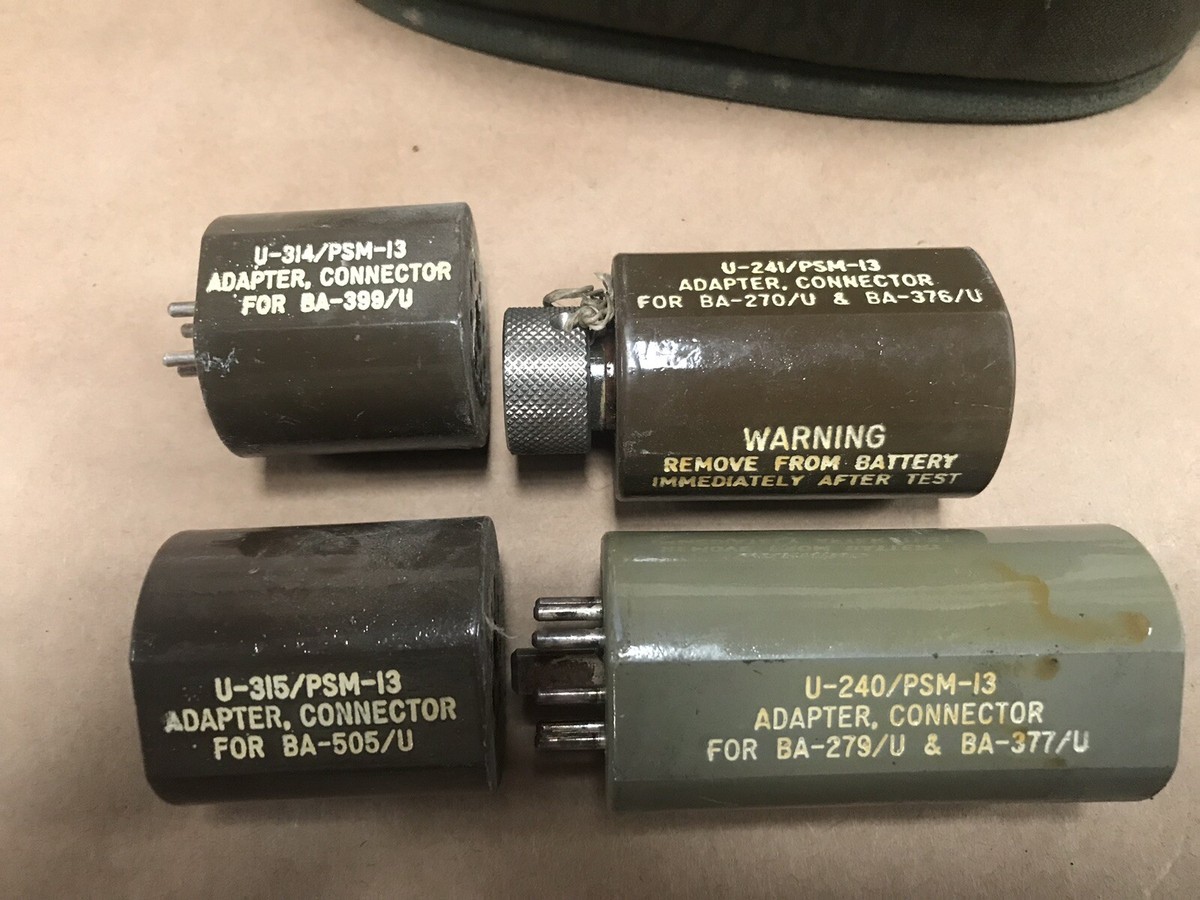 U-314/PSM-13
ADAPTER, CONNECTOR
FOR BA-399/U
U-241/PSM-13
ADAPTER, CONNECTOR
FOR BA-270/U & BA-376/U
WARNING
REMOVE FROM BATTERY
IMMEDIATELY AFTER TEST
U-315/PSM-13
ADAPTER, CONNECTOR
FOR BA-505/U
U-240/PSM-13
ADAPTER, CONNECTOR
FOR BA-279/U & BA-377/U